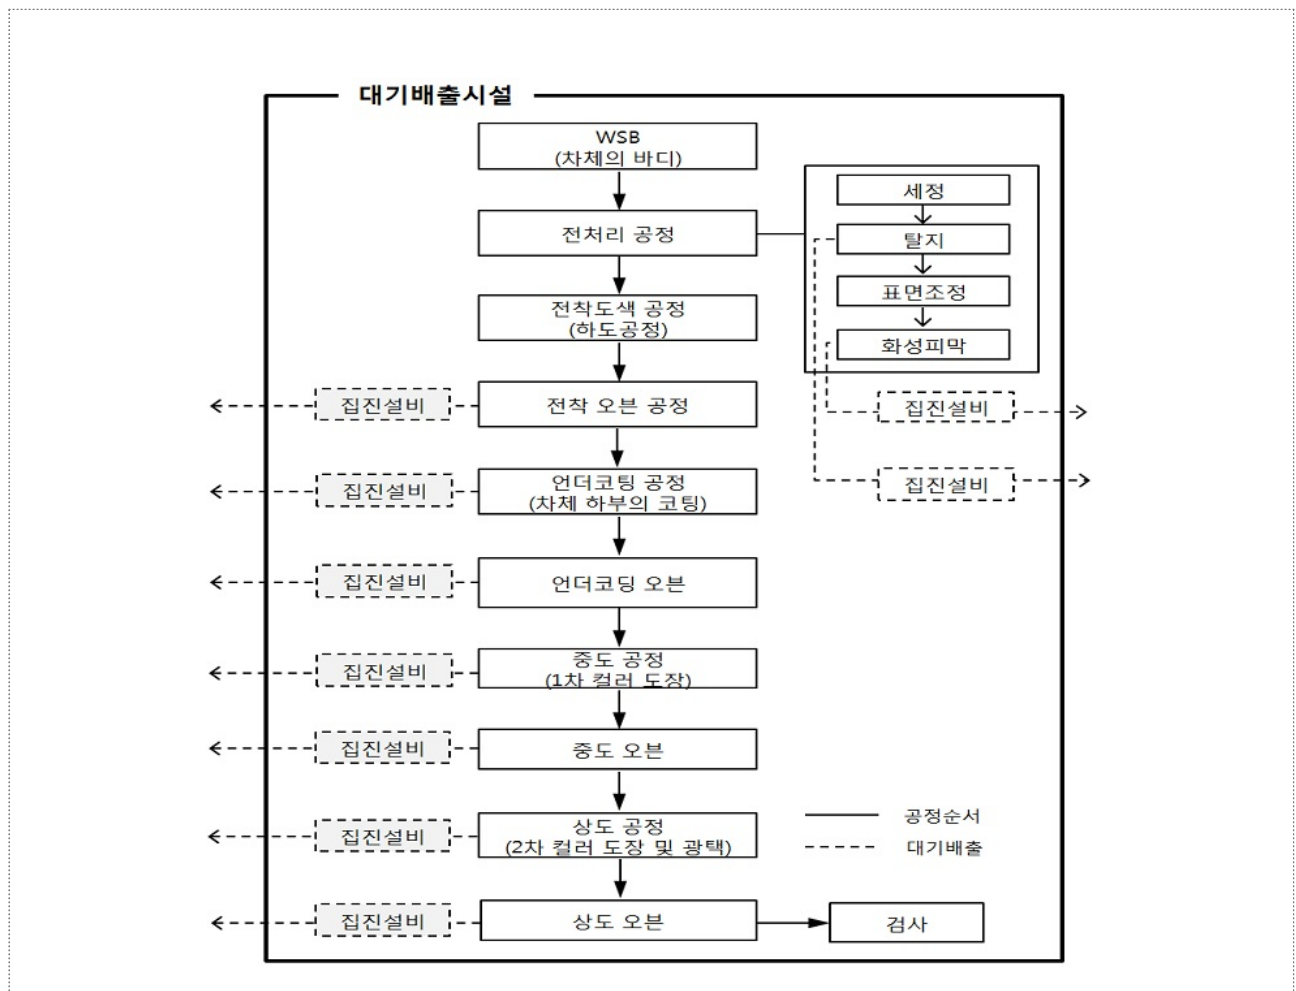 대기배출시설
WSB
(차체의 바디)
세정
전처리 공정
탈지
표면조정
전착도색 공정
(하도공정)
화성피막
집진설비
전착 오븐 공정
집진설비
집진설비
언더코팅 공정
(차체 하부의 코팅)
집진설비
집진설비
언더코딩 오븐
집진설비
중도 공정
(1차 컬러 도장)
집진설비
중도 오븐
집진설비
상도 공정
(2차 컬러 도장 및 광택)
공정순서
대기배출
집진설비
상도 오븐
검사